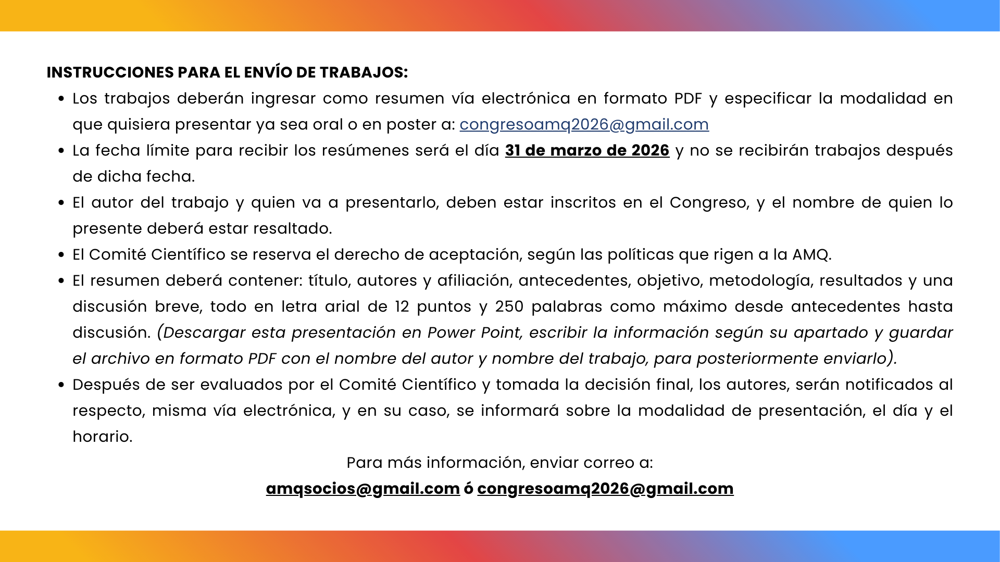 INSTRUCCIONES PARA EL ENVÍO DE TRABAJOS:
• Los trabajos deberán ingresar como resumen vía electrónica en formato PDF y especificar la modalidad en
que quisiera presentar ya sea oral o en poster a: congresoamq2026@gmail.com
• La fecha límite para recibir los resúmenes será el día 31 de marzo de 2026 y no se recibirán trabajos después
de dicha fecha.
• El autor del trabajo y quien va a presentarlo, deben estar inscritos en el Congreso, y el nombre de quien lo
presente deberá estar resaltado.
• El Comité Científico se reserva el derecho de aceptación, según las políticas que rigen a la AMQ.
• El resumen deberá contener: título, autores y afiliación, antecedentes, objetivo, metodología, resultados y una
discusión breve, todo en letra arial de 12 puntos y 250 palabras como máximo desde antecedentes hasta
discusión. (Descargar esta presentación en Power Point, escribir la información según su apartado y guardar
el archivo en formato PDF con el nombre del autor y nombre del trabajo, para posteriormente enviarlo).
• Después de ser evaluados por el Comité Científico y tomada la decisión final, los autores, serán notificados al
respecto, misma vía electrónica, y en su caso, se informará sobre la modalidad de presentación, el día y el
horario.
Para más información, enviar correo a:
amqsocios@gmail.com ó congresoamq2026@gmail.com